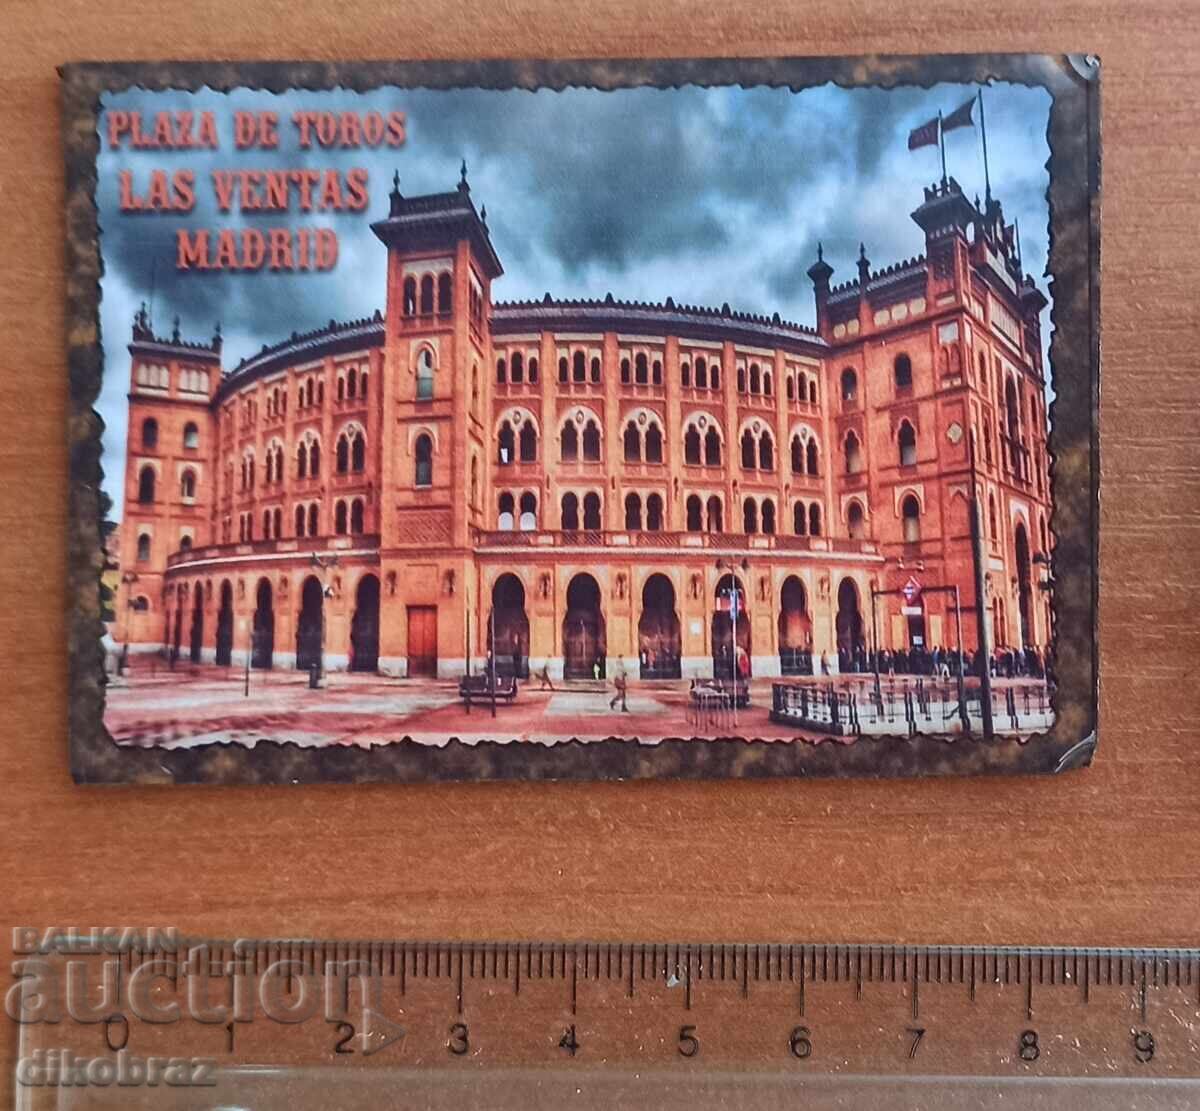 PLAZA DE TOROS
LAS VENTAS
MADRID
BALKAN
auction
dikobraz
0 1 2 3 4 5 6 7 8 9